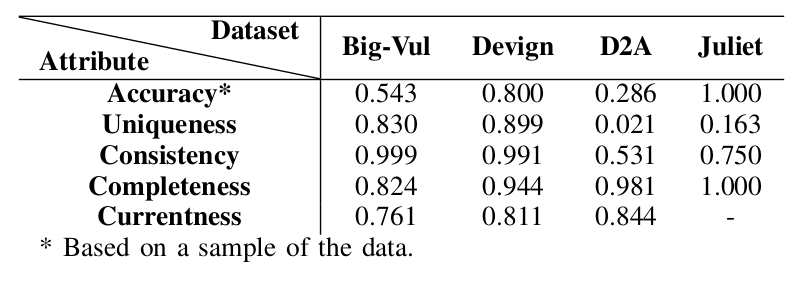 Dataset
Attribute
Big-Vul Devign D2A Juliet
Accuracy* 0.543 0.800 0.286 1.000
Uniqueness 0.830 0.899 0.021 0.163
Consistency 0.999 0.991 0.531 0.750
Completeness 0.824 0.944 0.981 1.000
Currentness 0.761 0.811 0.844 -
* Based on a sample of the data.